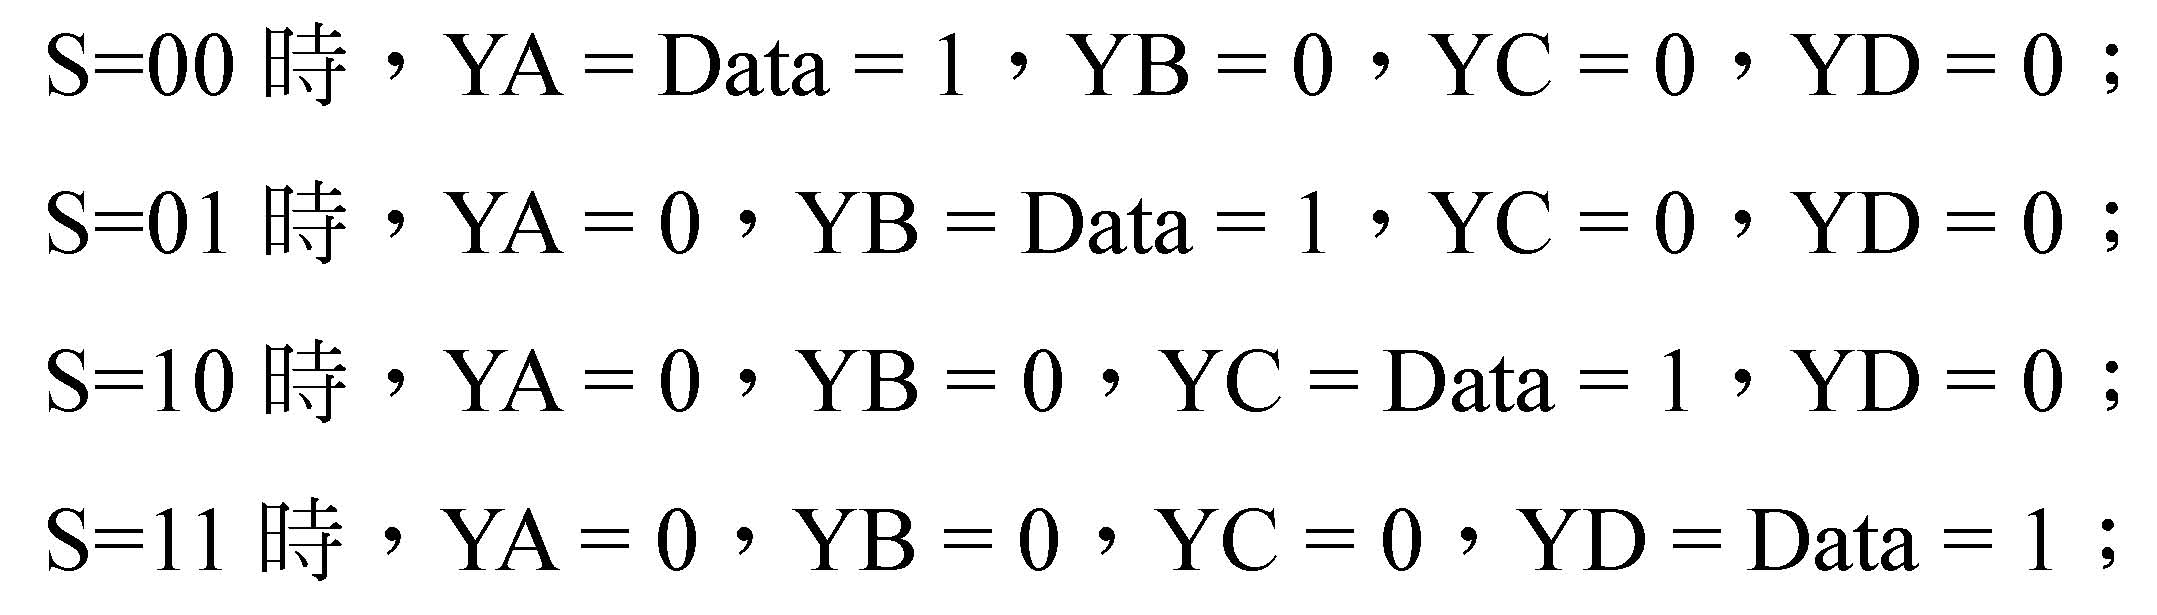 S=00 時，YA = Data = 1，YB = 0，YC = 0，YD = 0；
S=01 時，YA = 0，YB = Data = 1，YC = 0，YD = 0；
S=10 時，YA = 0，YB = 0，YC = Data = 1，YD = 0；
S=11 時，YA = 0，YB = 0，YC = 0，YD = Data = 1；